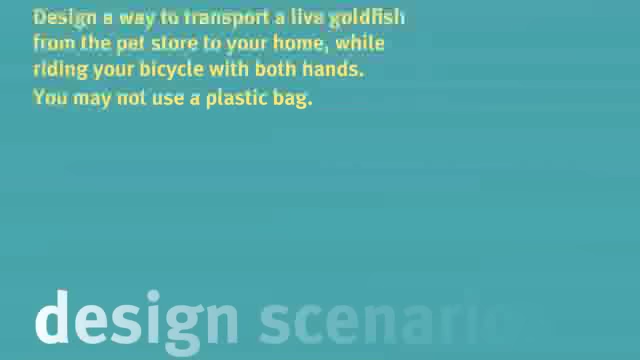 Design a way to transport a live goldfish
from the pet store to your home, while
riding your bicycle with both hands.
You may not use a plastic bag.
design scenario